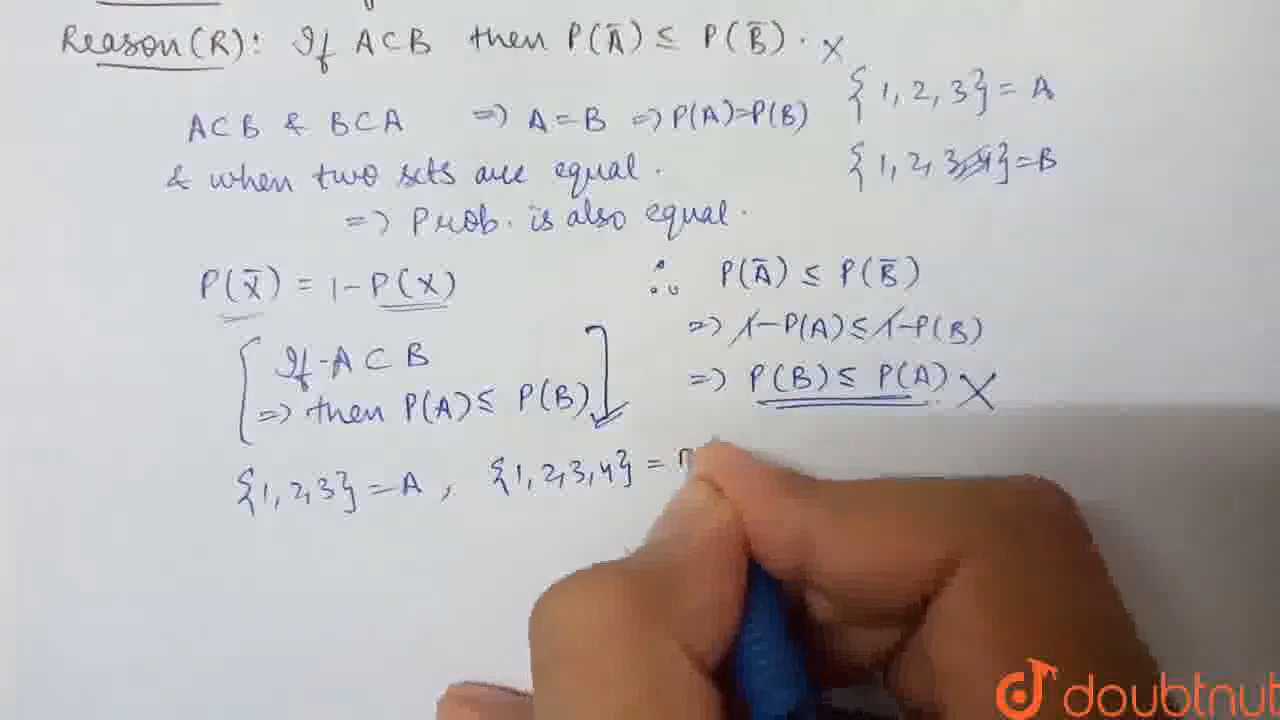 Reason (R): If A⊂B then P(Ā) ≤ P(B̄). ×
{1, 2, 3} = A
A⊂B & B⊂A ⇒ A=B ⇒ P(A)=P(B)
{1, 2, 3,4} = B
& when two sets are equal.
⇒ Prob. is also equal.
P(X̄) = 1-P(X)
∴ P(Ā) ≤ P(B̄)
⇒ 1-P(A) ≤ 1-P(B)
⇒ P(B) ≤ P(A) ×
[ If A ⊂ B
⇒ then P(A) ≤ P(B) ]
{1,2,3} = A , {1,2,3,4} =
doubtnut